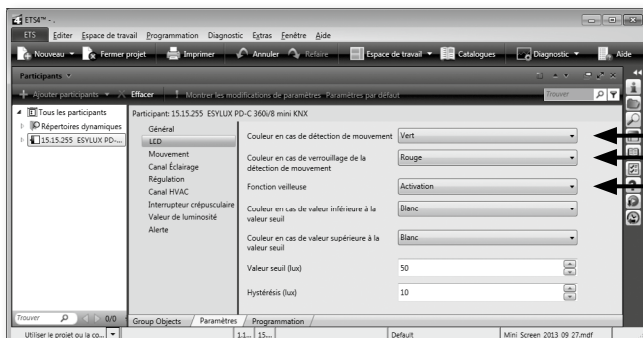 ETS4™ - .
ETS Editer Espace de travail Programmation Diagnostic Extras Fenêtre Aide
Nouveau Fermer projet Imprimer Annuler Refaire Espace de travail Catalogues Diagnostic Aide
Participants
Ajouter participants Effacer Montrer les modifications de paramètres Paramètres par défaut Trouver
Tous les participants
Répertoires dynamiques
15.15.255 ESYLUX PD-...
Participant: 15.15.255 ESYLUX PD-C 360i/8 mini KNX
Général
LED
Mouvement
Canal Éclairage
Régulation
Canal HVAC
Interrupteur crépusculaire
Valeur de luminosité
Alerte
Couleur en cas de détection de mouvement Vert
Couleur en cas de verrouillage de la détection de mouvement Rouge
Fonction veilleuse Activation
Couleur en cas de valeur inférieure à la valeur seuil Blanc
Couleur en cas de valeur supérieure à la valeur seuil Blanc
Valeur seuil (lux) 50
Hystérésis (lux) 10
Trouver 0/0
Group Objects Paramètres Programmation
Utiliser le projet ou la co... 1.1... 15.... Default Mini Screen 2013 09 27.mdf